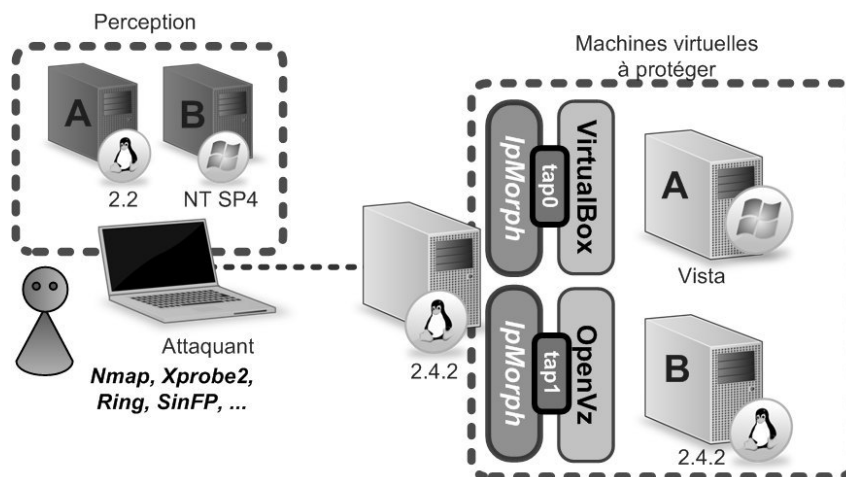 Perception
A
B
2.2
NT SP4
Attaquant
Nmap, Xprobe2,
Ring, SinFP, ...
2.4.2
Machines virtuelles
à protéger
IpMorph
tap0
VirtualBox
A
Vista
IpMorph
tap1
OpenVz
B
2.4.2